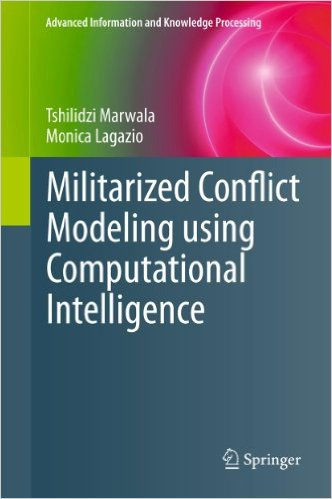 Advanced Information and Knowledge Processing
Tshilidzi Marwala
Monica Lagazio
Militarized Conflict
Modeling using
Computational
Intelligence
Springer